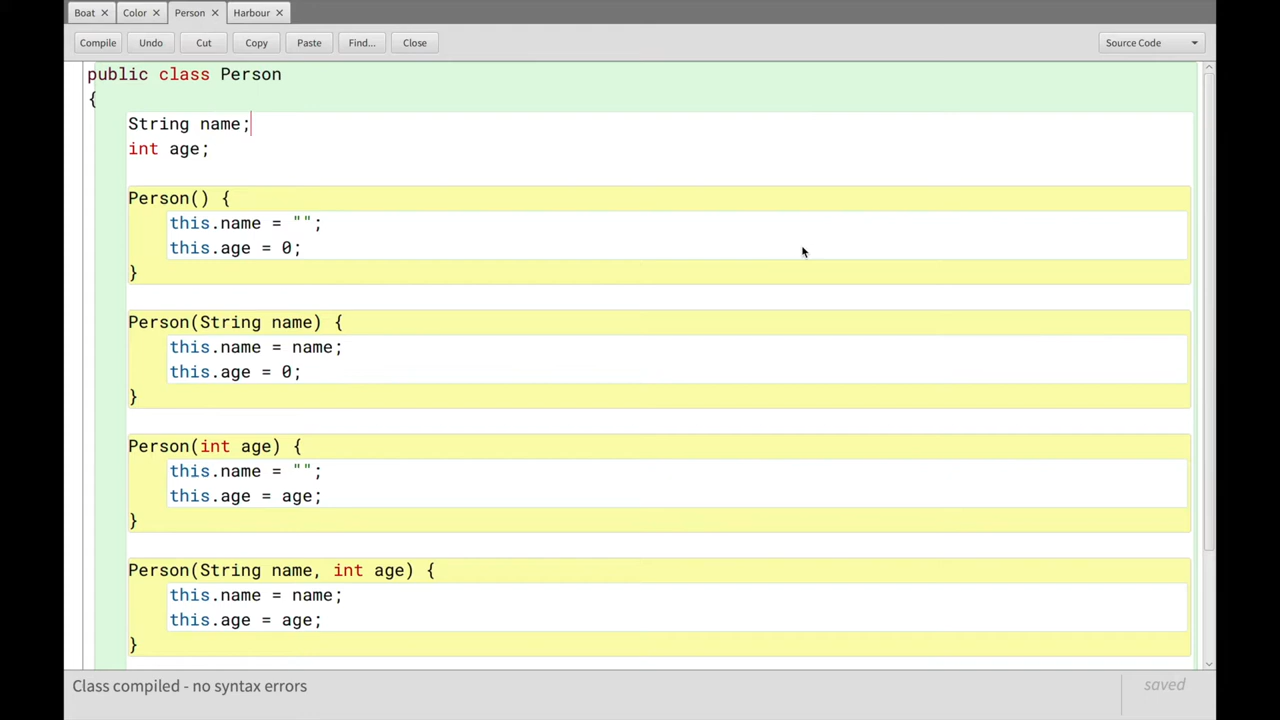 Boat × Color × Person × Harbour ×
Compile Undo Cut Copy Paste Find... Close Source Code
public class Person
{
String name;
int age;
Person() {
this.name = "";
this.age = 0;
}
Person(String name) {
this.name = name;
this.age = 0;
}
Person(int age) {
this.name = "";
this.age = age;
}
Person(String name, int age) {
this.name = name;
this.age = age;
}
Class compiled - no syntax errors saved